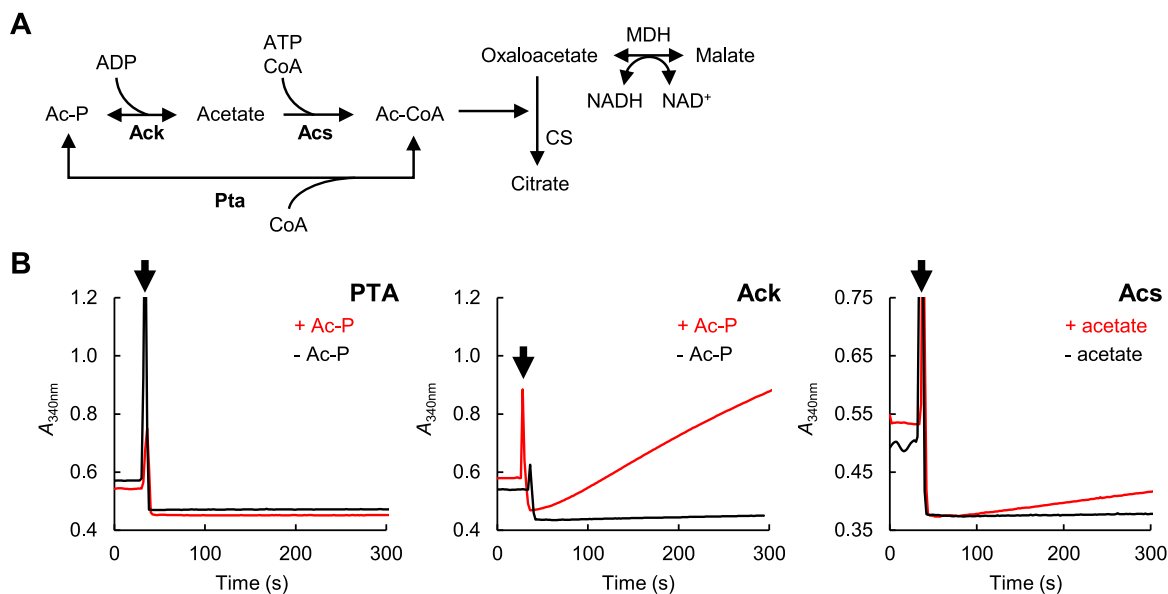 A
ADP
ATP
CoA
Ac-P
Ack
Acetate
Acs
Ac-CoA
Oxaloacetate
MDH
Malate
NADH
NAD⁺
CS
Citrate
Pta
CoA
B
PTA
+ Ac-P
- Ac-P
1.2
1.0
0.8
0.6
0.4
A340nm
0
100
200
300
Time (s)
Ack
+ Ac-P
- Ac-P
1.2
1.0
0.8
0.6
0.4
A340nm
0
100
200
300
Time (s)
Acs
+ acetate
- acetate
0.75
0.65
0.55
0.45
0.35
A340nm
0
100
200
300
Time (s)